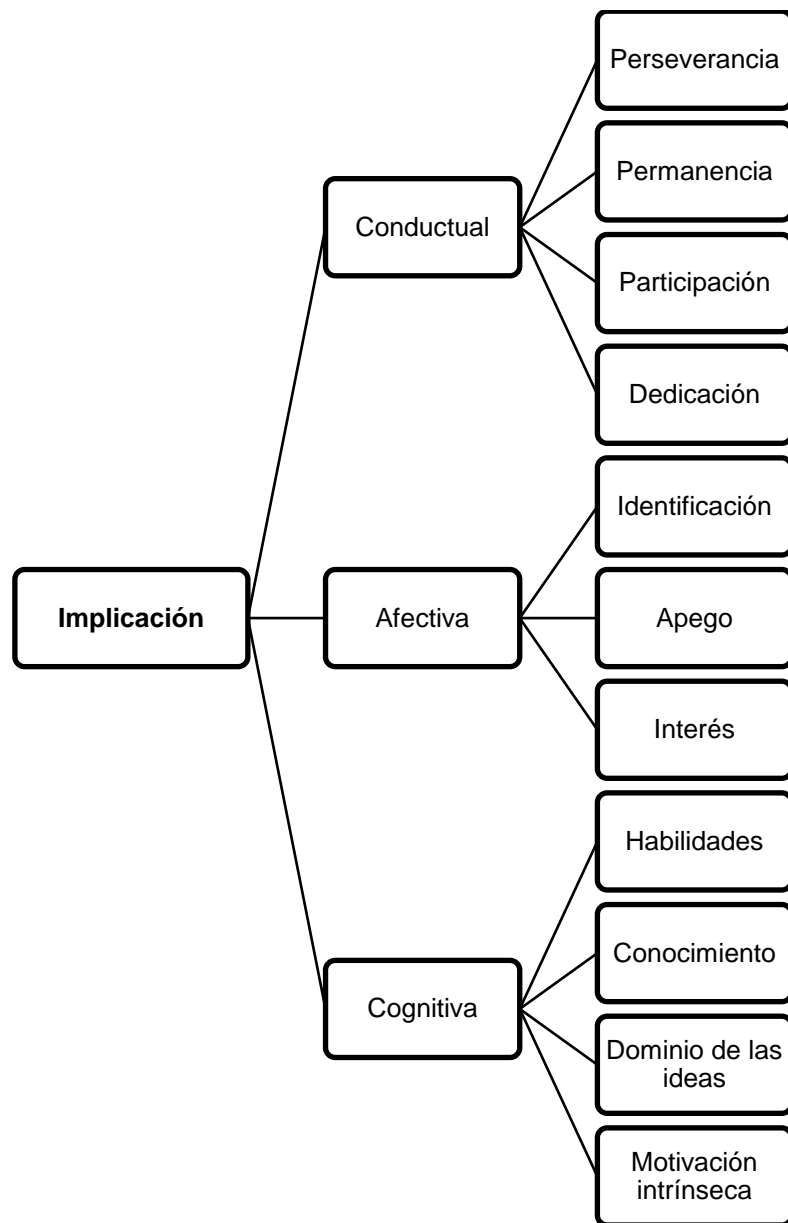 Perseverancia
Permanencia
Conductual
Participación
Dedicación
Identificación
Implicación
Afectiva
Apego
Interés
Habilidades
Conocimiento
Cognitiva
Dominio de las
ideas
Motivación
intrínseca